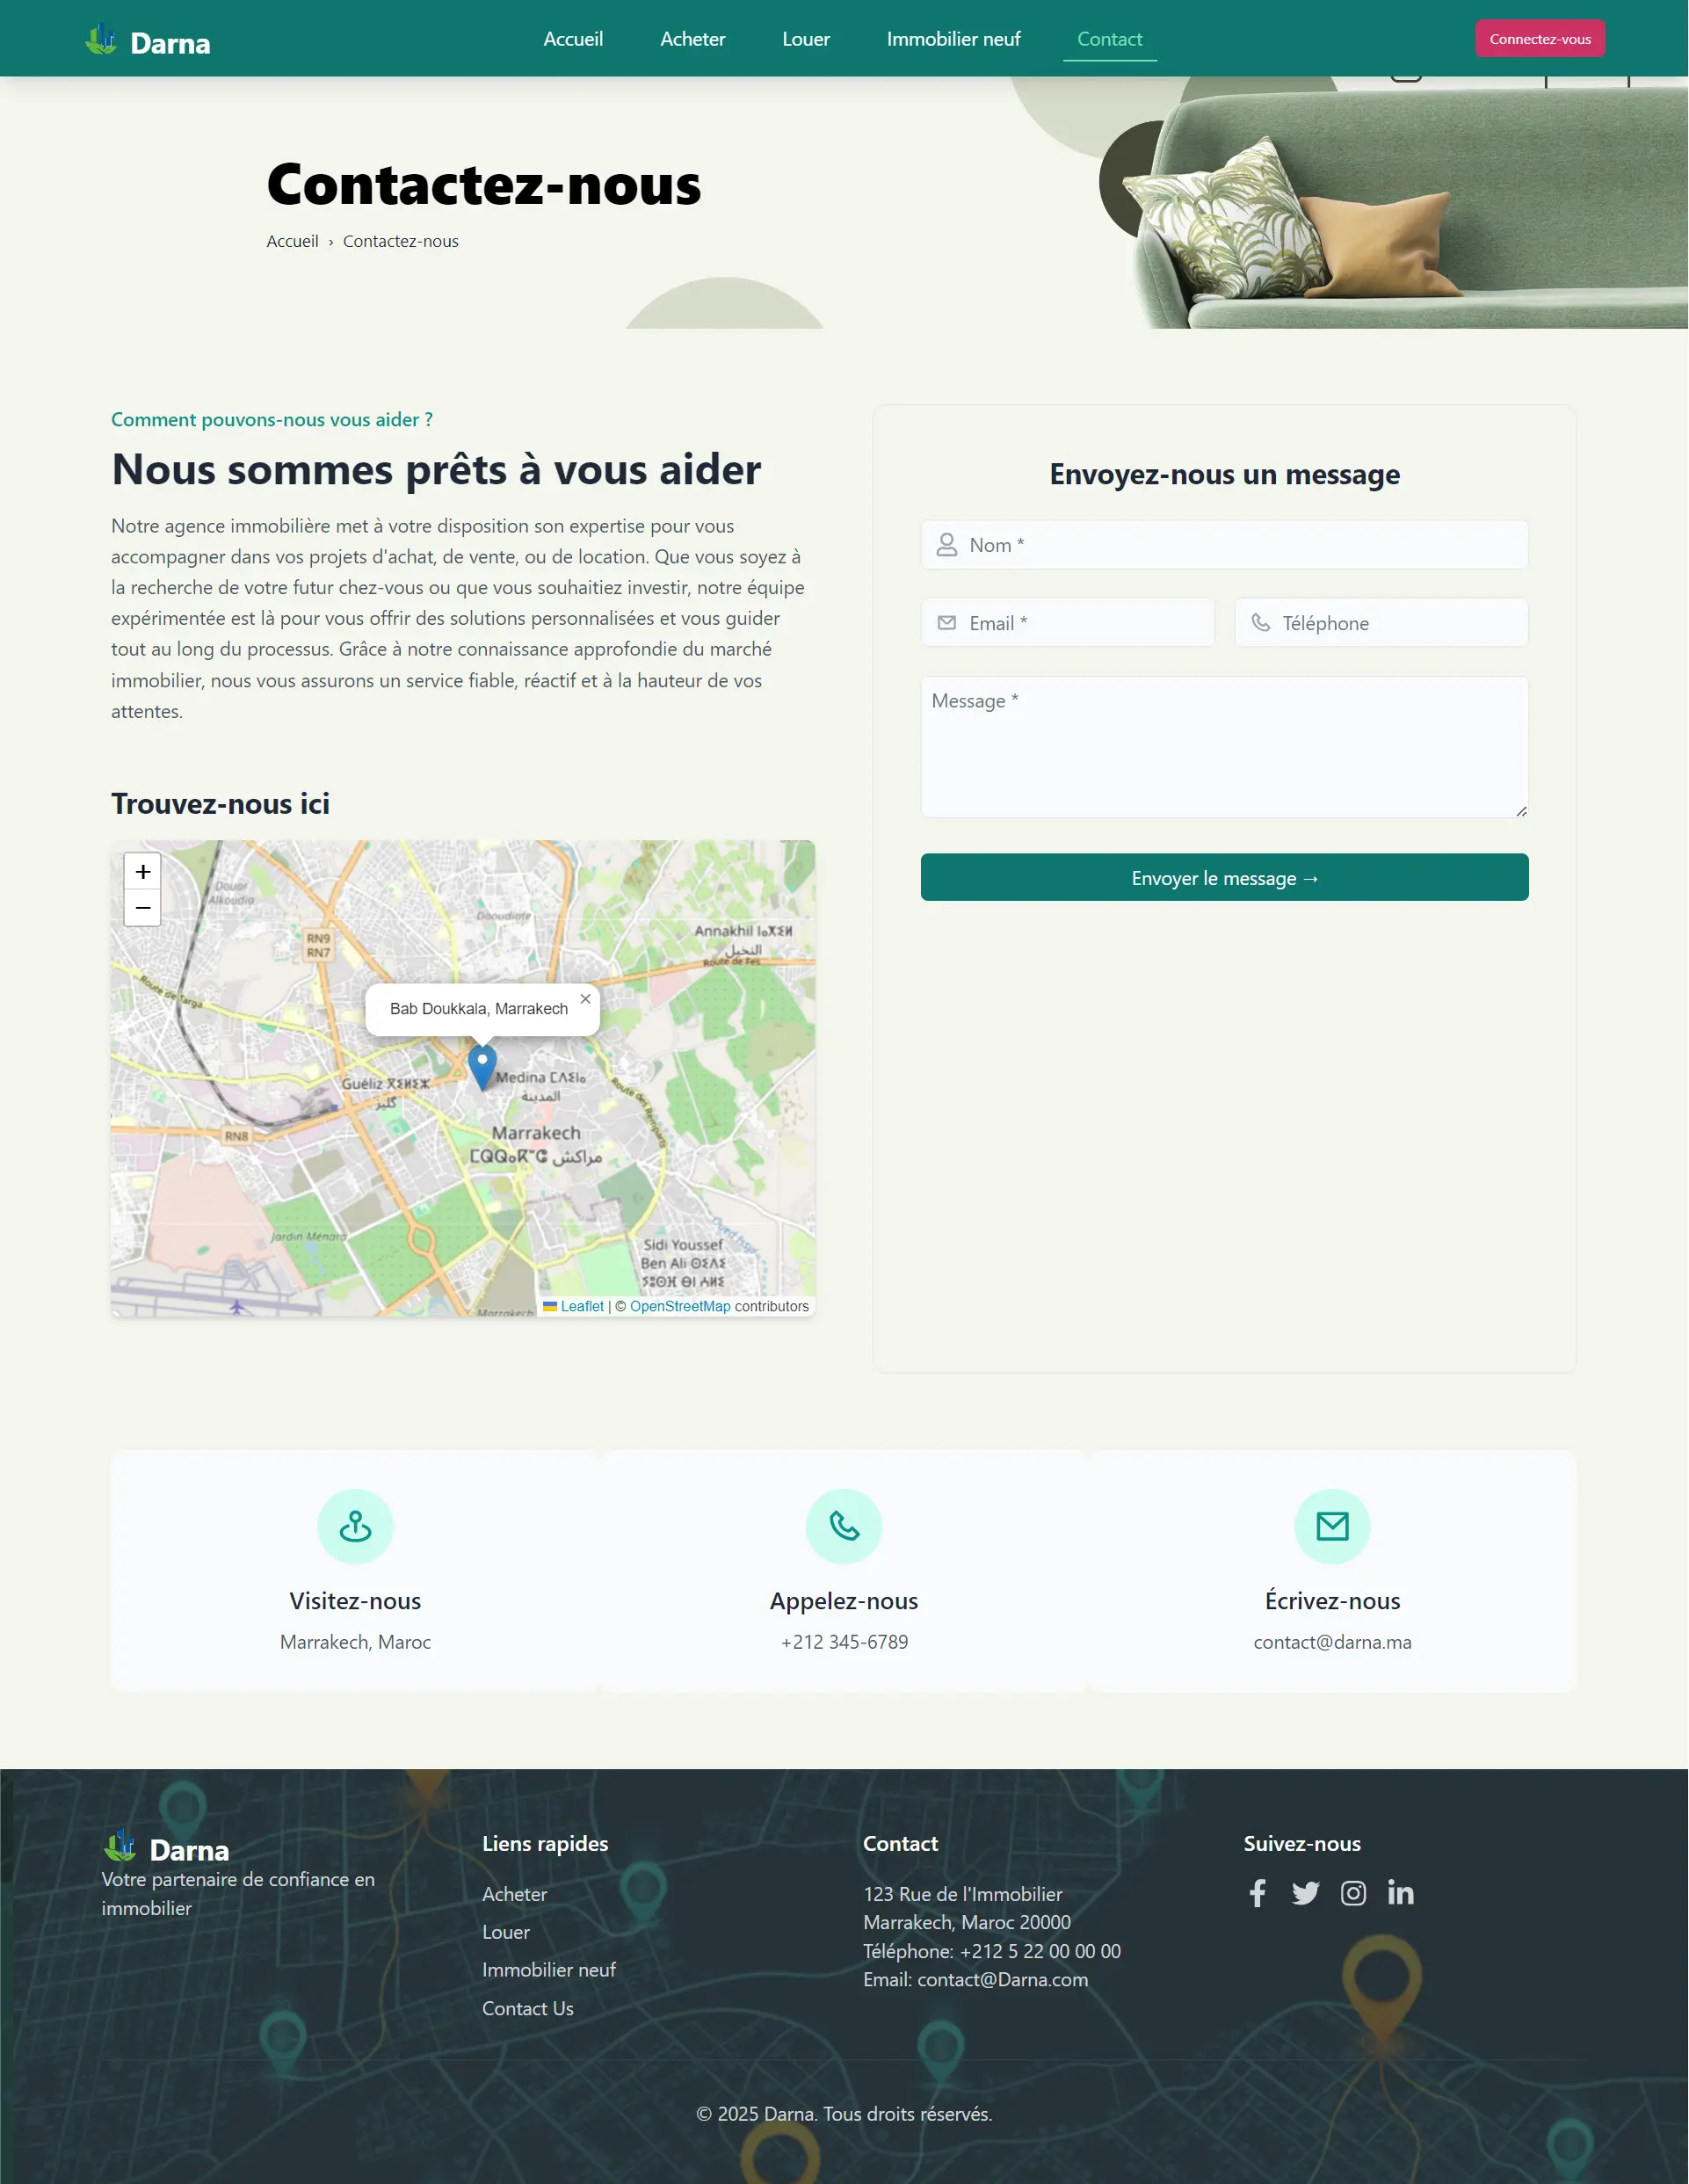 Darna
Accueil
Acheter
Louer
Immobilier neuf
Contact
Connectez-vous
Contactez-nous
Accueil › Contactez-nous
Comment pouvons-nous vous aider ?
Nous sommes prêts à vous aider
Notre agence immobilière met à votre disposition son expertise pour vous
accompagner dans vos projets d'achat, de vente, ou de location. Que vous soyez à
la recherche de votre futur chez-vous ou que vous souhaitiez investir, notre équipe
expérimentée est là pour vous offrir des solutions personnalisées et vous guider
tout au long du processus. Grâce à notre connaissance approfondie du marché
immobilier, nous vous assurons un service fiable, réactif et à la hauteur de vos
attentes.
Trouvez-nous ici
+
−
Douar
Alkoudia
Daoudiate
RN9
RN7
Annakhil
النخيل
Route de Fes
Route de Targa
Bab Doukkala, Marrakech ×
Guéliz ⴳⵉⵍⵉⵣ
گليز
Medina ⵎⴷⵉⵏⴰ
المدينة
Route des Remparts
RN8
Marrakech
ⵎⵕⵕⴰⴽⵯⵛ مراكش
Jardin Ménara
Sidi Youssef
Ben Ali
Marrakech
Leaflet | © OpenStreetMap contributors
Envoyez-nous un message
Nom *
Email *
Téléphone
Message *
Envoyer le message →
Visitez-nous
Marrakech, Maroc
Appelez-nous
+212 345-6789
Écrivez-nous
contact@darna.ma
Darna
Votre partenaire de confiance en
immobilier
Liens rapides
Acheter
Louer
Immobilier neuf
Contact Us
Contact
123 Rue de l'Immobilier
Marrakech, Maroc 20000
Téléphone: +212 5 22 00 00 00
Email: contact@Darna.com
Suivez-nous
© 2025 Darna. Tous droits réservés.